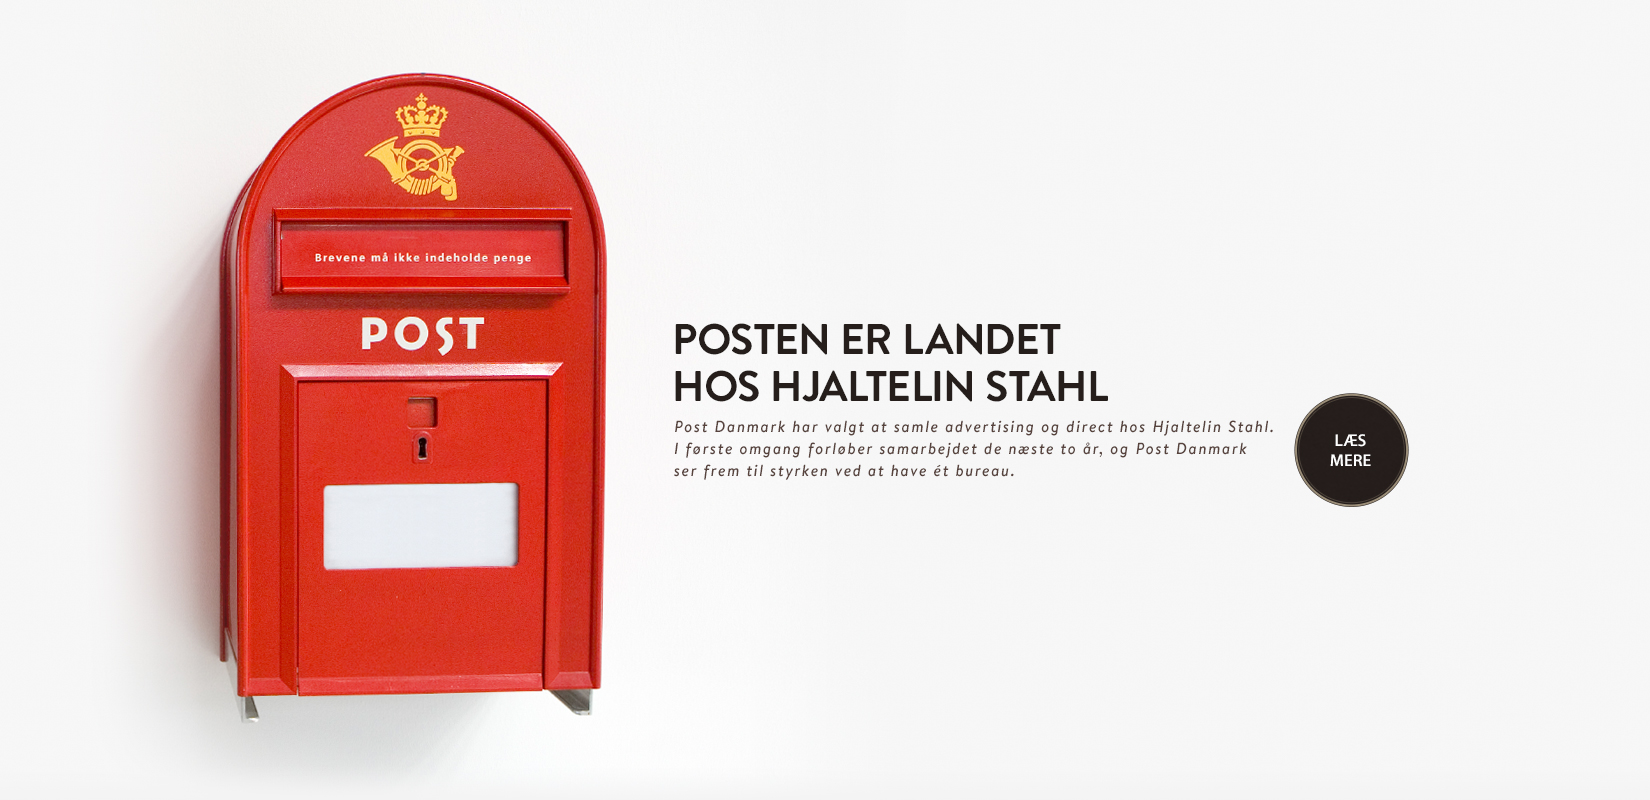 Brevene må ikke indeholde penge
POST
POSTEN ER LANDET
HOS HJALTELIN STAHL
Post Danmark har valgt at samle advertising og direct hos Hjaltelin Stahl.
I første omgang forløber samarbejdet de næste to år, og Post Danmark
ser frem til styrken ved at have ét bureau.
LÆS
MERE